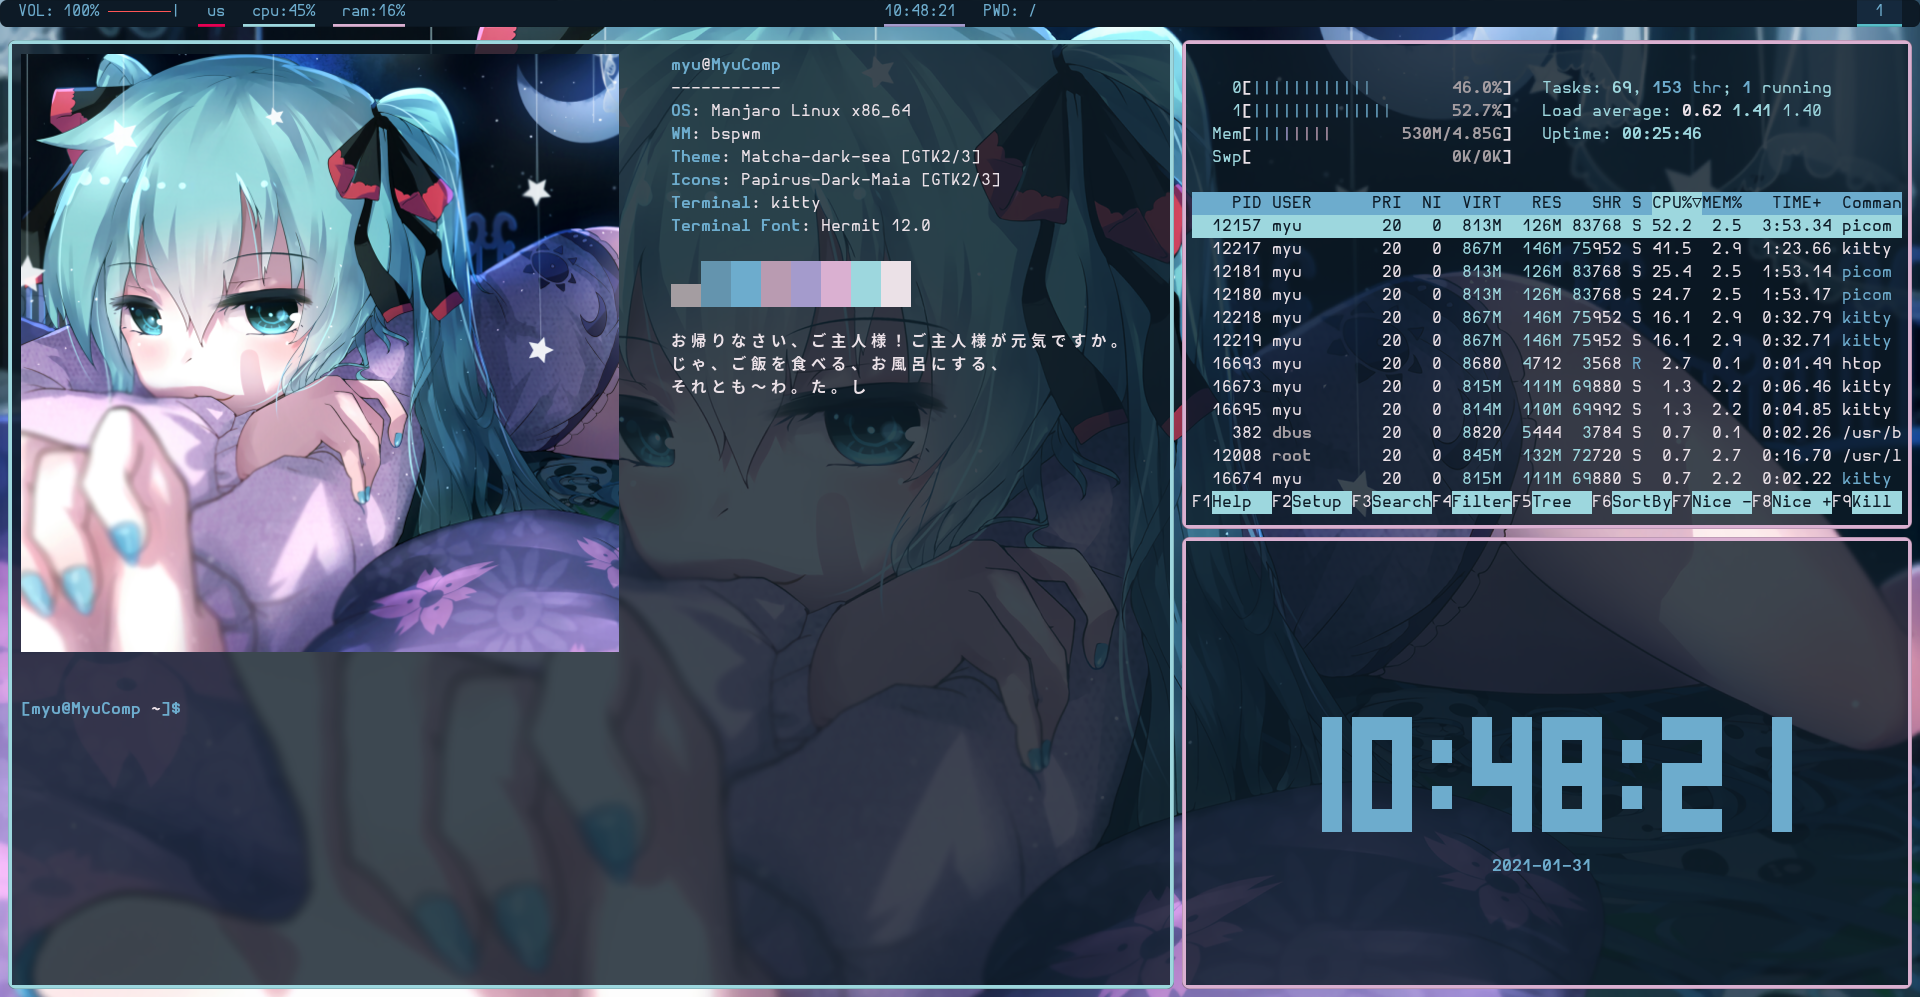 VOL: 100% ────────| us cpu:45% ram:16% 10:48:21 PWD: / 1
myu@MyuComp
-----------
OS: Manjaro Linux x86_64
WM: bspwm
Theme: Matcha-dark-sea [GTK2/3]
Icons: Papirus-Dark-Maia [GTK2/3]
Terminal: kitty
Terminal Font: Hermit 12.0
お帰りなさい、ご主人様！ご主人様が元気ですか。
じゃ、ご飯を食べる、お風呂にする、
それとも～わ。た。し
[myu@MyuComp ~]$
0[|||||||||||| 46.0%] Tasks: 69, 153 thr; 1 running
1[|||||||||||||| 52.7%] Load average: 0.62 1.41 1.40
Mem[|||||||| 530M/4.85G] Uptime: 00:25:46
Swp[ 0K/0K]
PID USER PRI NI VIRT RES SHR S CPU%▽MEM% TIME+ Comman
12157 myu 20 0 813M 126M 83768 S 52.2 2.5 3:53.34 picom
12217 myu 20 0 867M 146M 75952 S 41.5 2.9 1:23.66 kitty
12181 myu 20 0 813M 126M 83768 S 25.4 2.5 1:53.14 picom
12180 myu 20 0 813M 126M 83768 S 24.7 2.5 1:53.17 picom
12218 myu 20 0 867M 146M 75952 S 16.1 2.9 0:32.79 kitty
12219 myu 20 0 867M 146M 75952 S 16.1 2.9 0:32.71 kitty
16693 myu 20 0 8680 4712 3568 R 2.7 0.1 0:01.49 htop
16673 myu 20 0 815M 111M 69880 S 1.3 2.2 0:06.46 kitty
16695 myu 20 0 814M 110M 69992 S 1.3 2.2 0:04.85 kitty
382 dbus 20 0 8820 5444 3784 S 0.7 0.1 0:02.26 /usr/b
12008 root 20 0 845M 132M 72720 S 0.7 2.7 0:16.70 /usr/l
16674 myu 20 0 815M 111M 69880 S 0.7 2.2 0:02.22 kitty
F1Help F2Setup F3SearchF4FilterF5Tree F6SortByF7Nice -F8Nice +F9Kill
10:48:21
2021-01-31